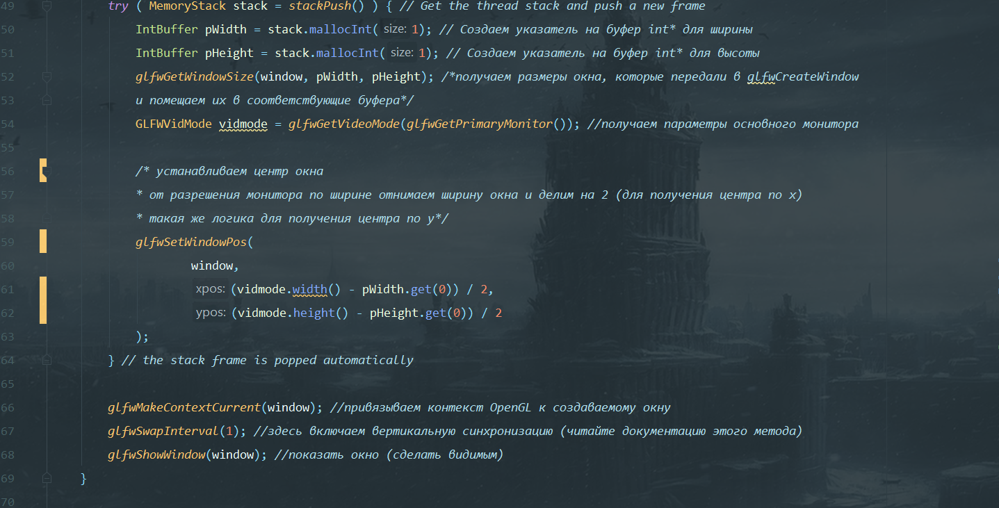 49 try ( MemoryStack stack = stackPush() ) { // Get the thread stack and push a new frame
50 IntBuffer pWidth = stack.mallocInt( size: 1); // Создаем указатель на буфер int* для ширины
51 IntBuffer pHeight = stack.mallocInt( size: 1); // Создаем указатель на буфер int* для высоты
52 glfwGetWindowSize(window, pWidth, pHeight); /*получаем размеры окна, которые передали в glfwCreateWindow
53 и помещаем их в соответствующие буфера*/
54 GLFWVidMode vidmode = glfwGetVideoMode(glfwGetPrimaryMonitor()); //получаем параметры основного монитора
55
56 /* устанавливаем центр окна
57 * от разрешения монитора по ширине отнимаем ширину окна и делим на 2 (для получения центра по x)
58 * такая же логика для получения центра по y*/
59 glfwSetWindowPos(
60 window,
61 xpos: (vidmode.width() - pWidth.get(0)) / 2,
62 ypos: (vidmode.height() - pHeight.get(0)) / 2
63 );
64 } // the stack frame is popped automatically
65
66 glfwMakeContextCurrent(window); //привязываем контекст OpenGL к создаваемому окну
67 glfwSwapInterval(1); //здесь включаем вертикальную синхронизацию (читайте документацию этого метода)
68 glfwShowWindow(window); //показать окно (сделать видимым)
69 }
70